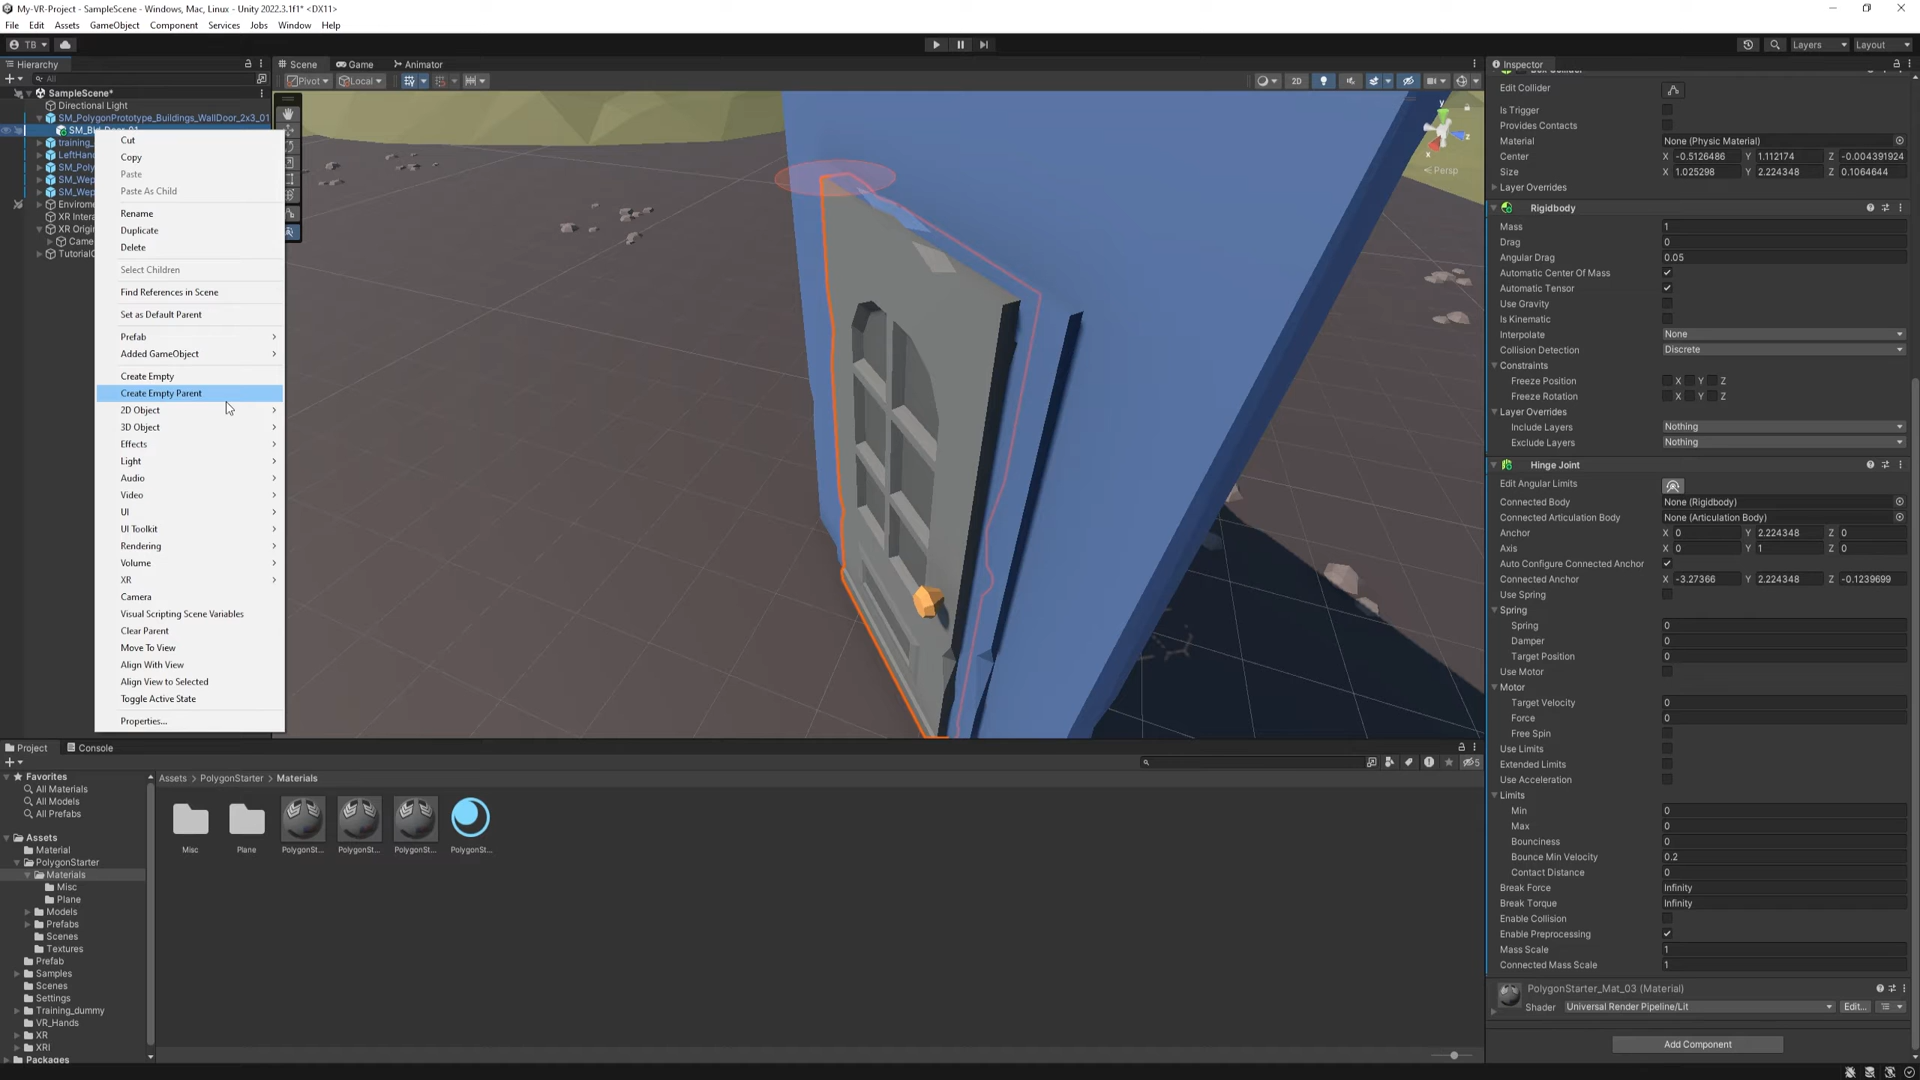 My-VR-Project - SampleScene - Windows, Mac, Linux - Unity 2022.3.1f1* <DX11>
File Edit Assets GameObject Component Services Jobs Window Help
TB Layers Layout
Hierarchy Scene Game Animator Inspector
All Pivot Local 2D
SampleScene*
Directional Light
SM_PolygonPrototype_Buildings_WallDoor_2x3_01
training_
LeftHan
SM_Poly
SM_Wep
SM_Wep
Envirom
XR Intera
XR Origi
Came
TutorialC
Cut
Copy
Paste
Paste As Child
Rename
Duplicate
Delete
Select Children
Find References in Scene
Set as Default Parent
Prefab
Added GameObject
Create Empty
Create Empty Parent
2D Object
3D Object
Effects
Light
Audio
Video
UI
UI Toolkit
Rendering
Volume
XR
Camera
Visual Scripting Scene Variables
Clear Parent
Move To View
Align With View
Align View to Selected
Toggle Active State
Properties...
y
z
x
Persp
Edit Collider
Is Trigger
Provides Contacts
Material None (Physic Material)
Center X -0.5126486 Y 1.112174 Z -0.004391924
Size X 1.025298 Y 2.224348 Z 0.1064644
Layer Overrides
Rigidbody
Mass 1
Drag 0
Angular Drag 0.05
Automatic Center Of Mass
Automatic Tensor
Use Gravity
Is Kinematic
Interpolate None
Collision Detection Discrete
Constraints
Freeze Position X Y Z
Freeze Rotation X Y Z
Layer Overrides
Include Layers Nothing
Exclude Layers Nothing
Hinge Joint
Edit Angular Limits
Connected Body None (Rigidbody)
Connected Articulation Body None (Articulation Body)
Anchor X 0 Y 2.224348 Z 0
Axis X 0 Y 1 Z 0
Auto Configure Connected Anchor
Connected Anchor X -3.27366 Y 2.224348 Z -0.1239699
Use Spring
Spring
Spring 0
Damper 0
Target Position 0
Use Motor
Motor
Target Velocity 0
Force 0
Free Spin
Use Limits
Extended Limits
Use Acceleration
Limits
Min 0
Max 0
Bounciness 0
Bounce Min Velocity 0.2
Contact Distance 0
Break Force Infinity
Break Torque Infinity
Enable Collision
Enable Preprocessing
Mass Scale 1
Connected Mass Scale 1
PolygonStarter_Mat_03 (Material)
Shader Universal Render Pipeline/Lit Edit...
Add Component
Project Console
5
Favorites
All Materials
All Models
All Prefabs
Assets
Material
PolygonStarter
Materials
Misc
Plane
Models
Prefabs
Scenes
Textures
Prefab
Samples
Scenes
Settings
Training_dummy
VR_Hands
XR
XRI
Packages
Assets > PolygonStarter > Materials
Misc Plane PolygonSt... PolygonSt... PolygonSt... PolygonSt...